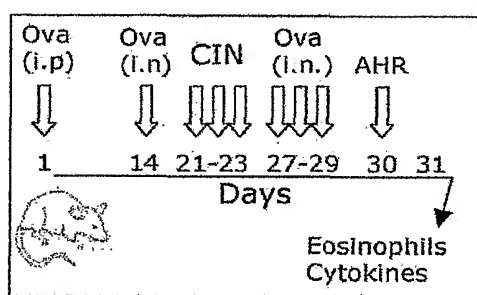 Ova Ova CIN Ova
(i.p) (i.n) (i.n.) AHR
1 14 21-23 27-29 30 31
Days
Eosinophils
Cytokines